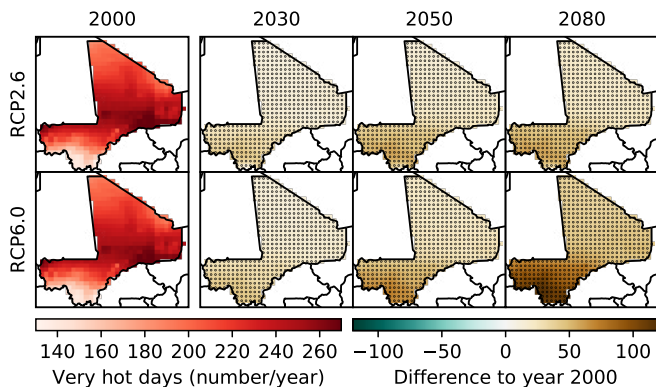 2000 2030 2050 2080
RCP2.6
RCP6.0
140 160 180 200 220 240 260 −100 −50 0 50 100
Very hot days (number/year) Difference to year 2000